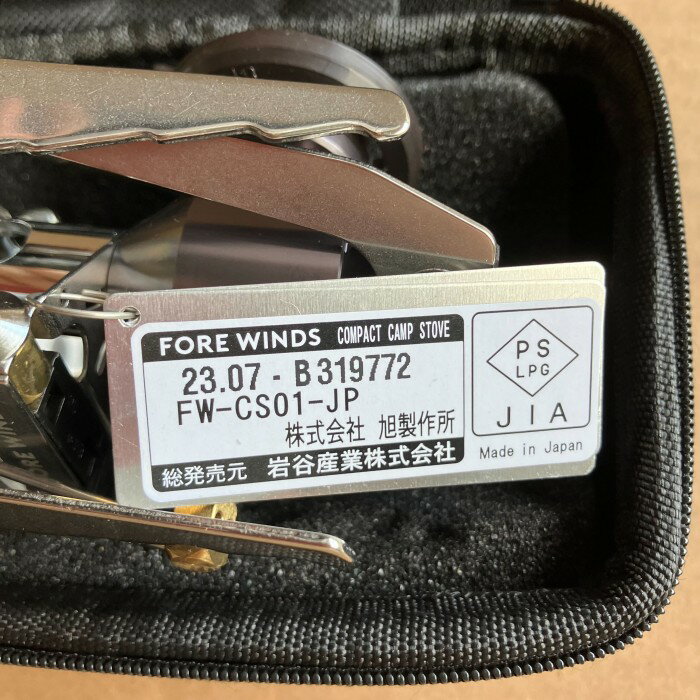 FORE WINDS COMPACT CAMP STOVE
23.07 - B319772
FW-CS01-JP
株式会社 旭製作所
総発売元 岩谷産業株式会社
PS
LPG
JIA
Made in Japan